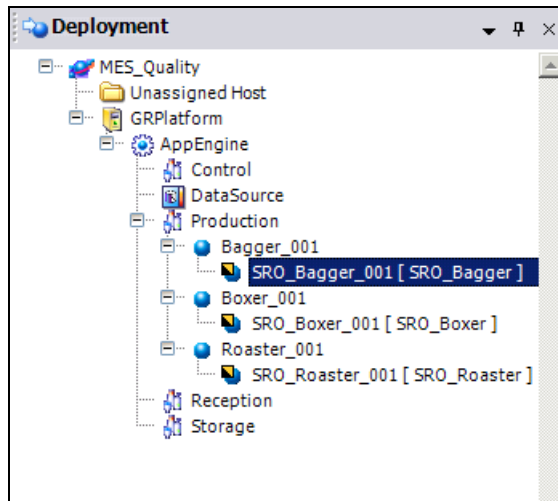 Deployment
MES_Quality
Unassigned Host
GRPlatform
AppEngine
Control
DataSource
Production
Bagger_001
SRO_Bagger_001 [ SRO_Bagger ]
Boxer_001
SRO_Boxer_001 [ SRO_Boxer ]
Roaster_001
SRO_Roaster_001 [ SRO_Roaster ]
Reception
Storage